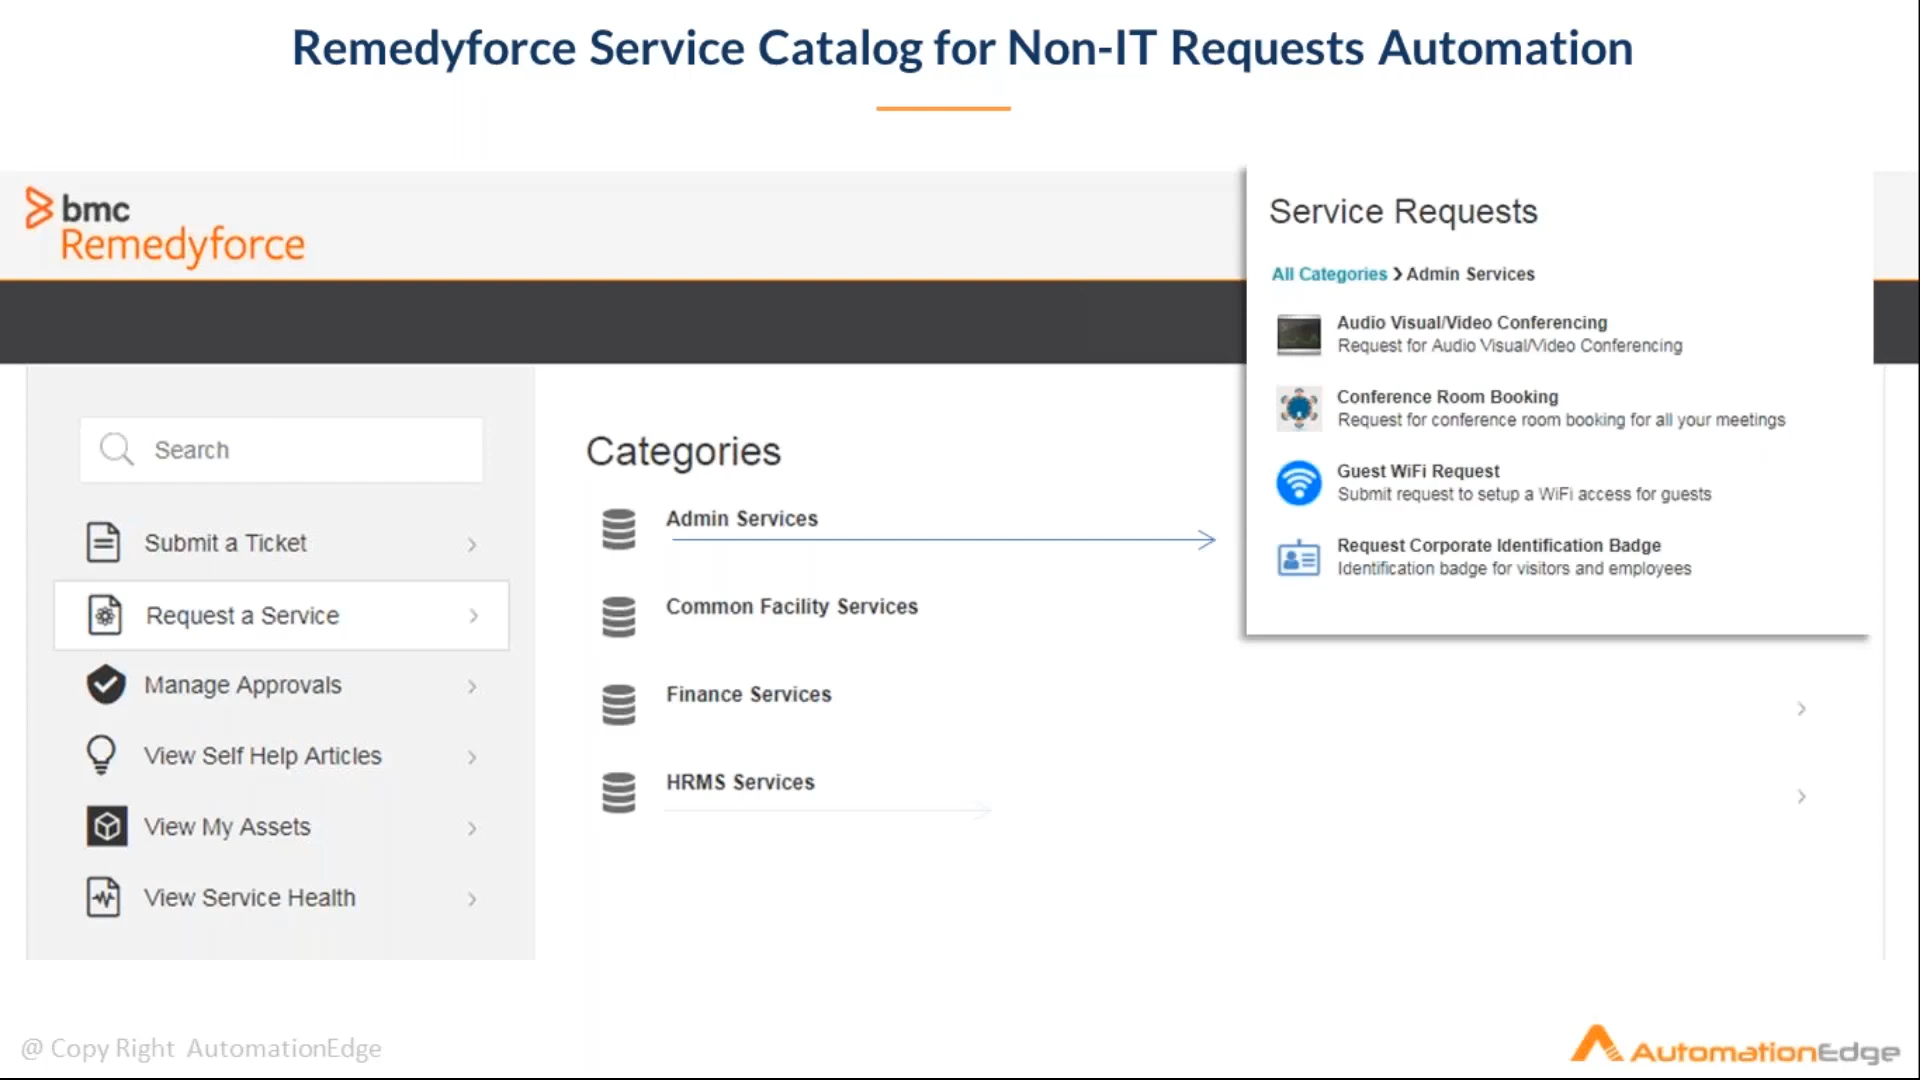 Remedyforce Service Catalog for Non-IT Requests Automation
bmc
Remedyforce
Search
Submit a Ticket
Request a Service
Manage Approvals
View Self Help Articles
View My Assets
View Service Health
Categories
Admin Services
Common Facility Services
Finance Services
HRMS Services
Service Requests
All Categories > Admin Services
Audio Visual/Video Conferencing
Request for Audio Visual/Video Conferencing
Conference Room Booking
Request for conference room booking for all your meetings
Guest WiFi Request
Submit request to setup a WiFi access for guests
Request Corporate Identification Badge
Identification badge for visitors and employees
@ Copy Right AutomationEdge
AutomationEdge